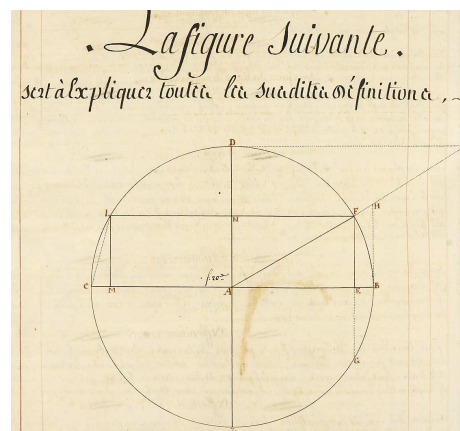 . La figure Suivante .
sert à Expliquer toutes les susdites Définitions ,
D
L N F H
C M A K B
G